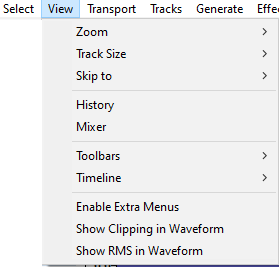 Select View Transport Tracks Generate Effe
Zoom
Track Size
Skip to
History
Mixer
Toolbars
Timeline
Enable Extra Menus
Show Clipping in Waveform
Show RMS in Waveform